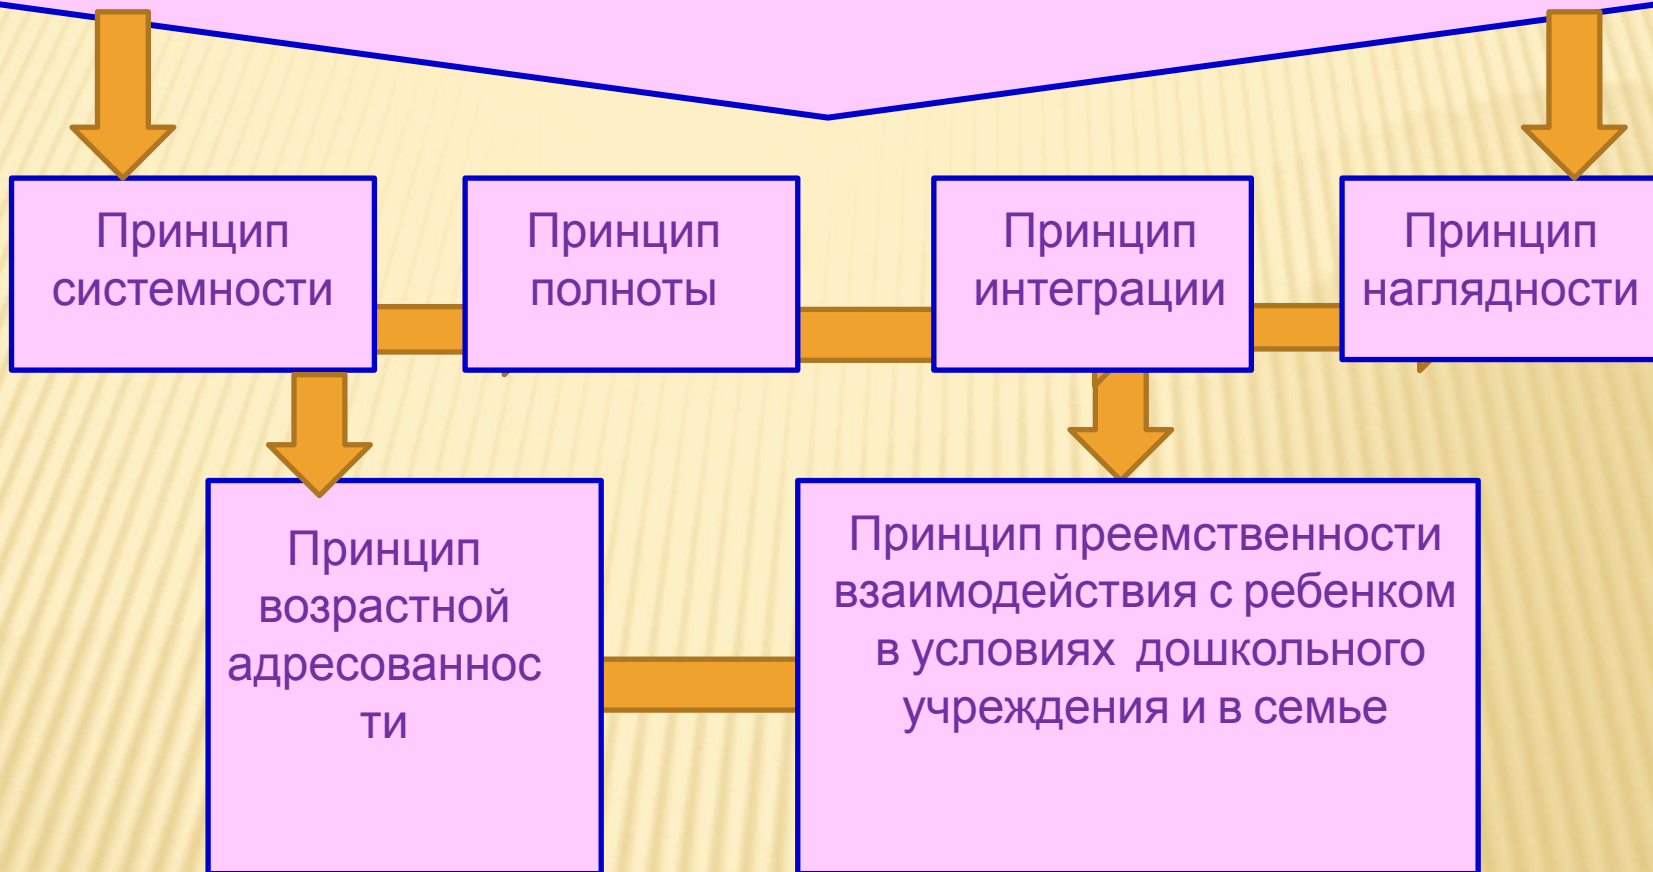 Принцип
системности
Принцип
полноты
Принцип
интеграции
Принцип
наглядности
Принцип
возрастной
адресованнос
ти
Принцип преемственности
взаимодействия с ребенком
в условиях дошкольного
учреждения и в семье